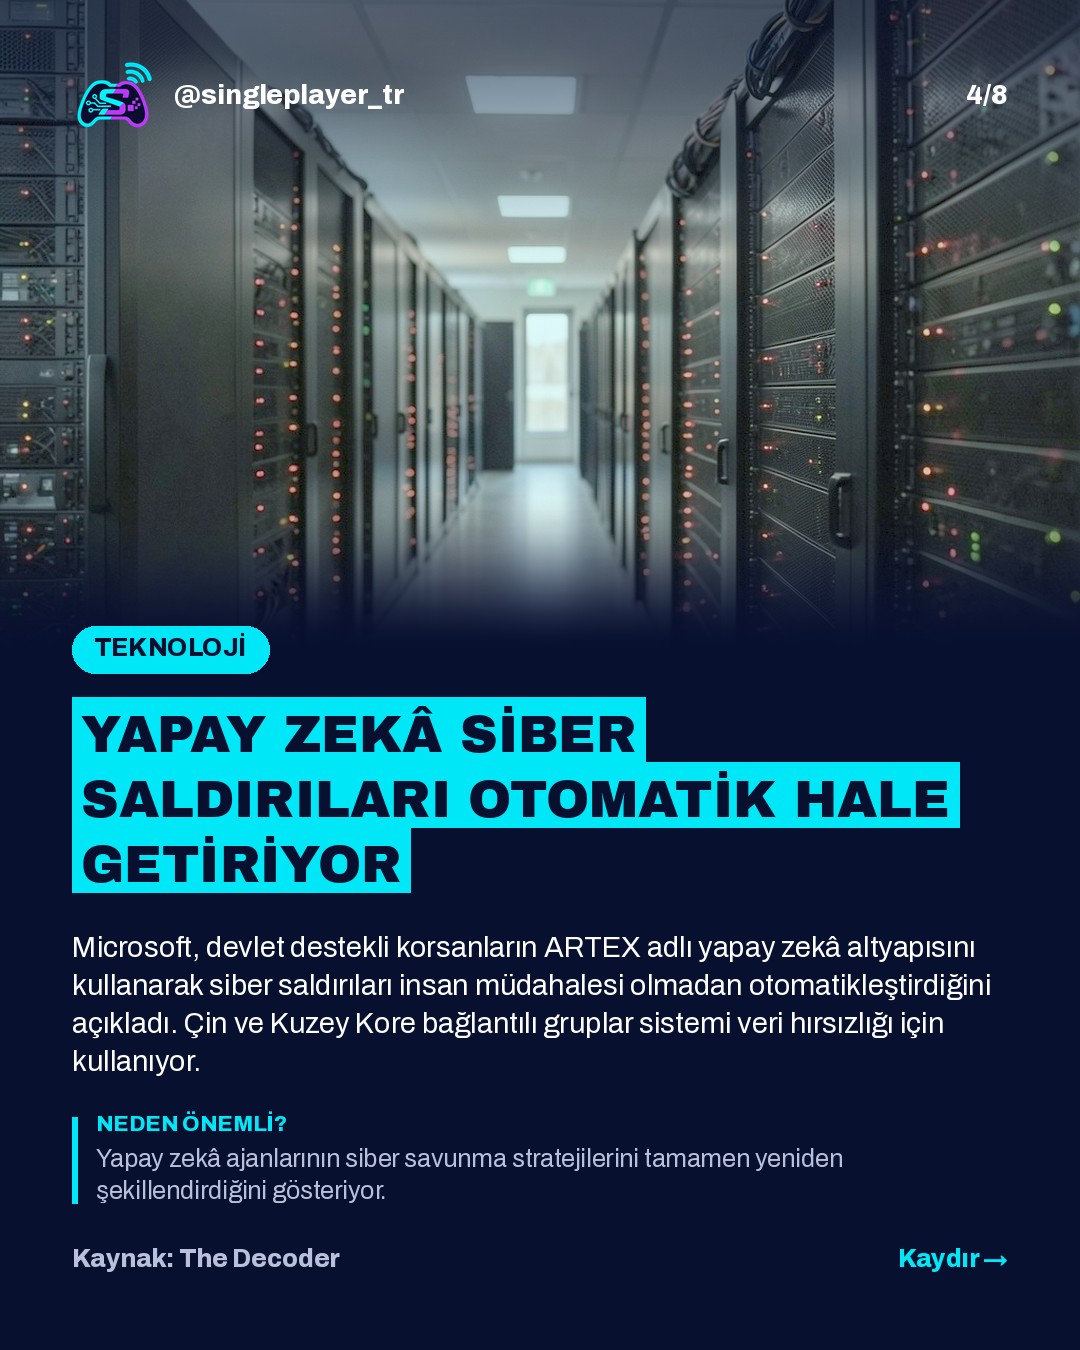 @singleplayer_tr
4/8
TEKNOLOJİ
YAPAY ZEKÂ SİBER
SALDIRILARI OTOMATİK HALE
GETİRİYOR
Microsoft, devlet destekli korsanların ARTEX adlı yapay zekâ altyapısını
kullanarak siber saldırıları insan müdahalesi olmadan otomatikleştirdiğini
açıkladı. Çin ve Kuzey Kore bağlantılı gruplar sistemi veri hırsızlığı için
kullanıyor.
NEDEN ÖNEMLİ?
Yapay zekâ ajanlarının siber savunma stratejilerini tamamen yeniden
şekillendirdiğini gösteriyor.
Kaynak: The Decoder
Kaydır→